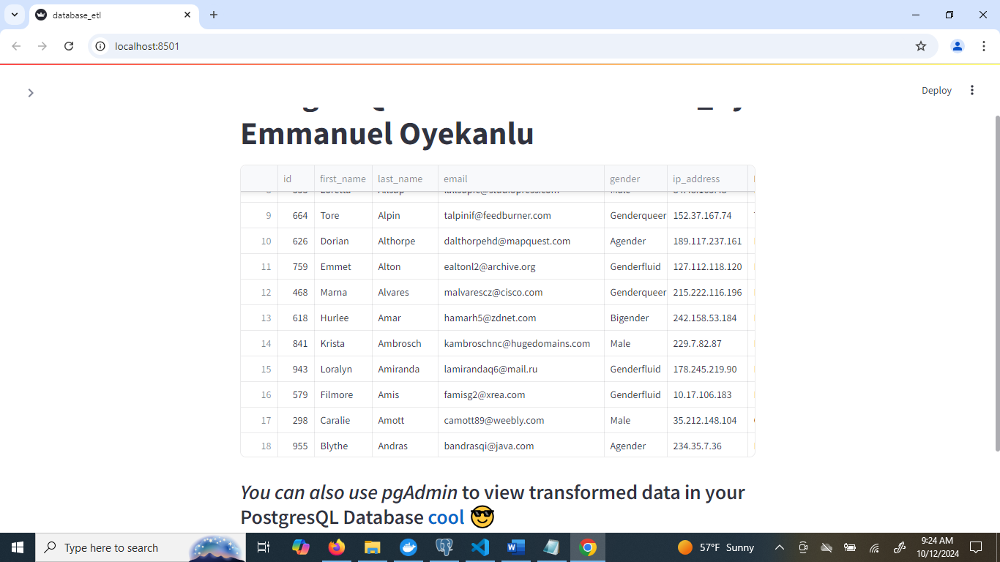 database_etl
localhost:8501
Deploy
Emmanuel Oyekanlu
id first_name last_name email gender ip_address
9 664 Tore Alpin talpinif@feedburner.com Genderqueer 152.37.167.74
10 626 Dorian Althorpe dalthorpehd@mapquest.com Agender 189.117.237.161
11 759 Emmet Alton ealtonl2@archive.org Genderfluid 127.112.118.120
12 468 Marna Alvares malvarescz@cisco.com Genderqueer 215.222.116.196
13 618 Hurlee Amar hamarh5@zdnet.com Bigender 242.158.53.184
14 841 Krista Ambrosch kambroschnc@hugedomains.com Male 229.7.82.87
15 943 Loralyn Amiranda lamirandaq6@mail.ru Genderfluid 178.245.219.90
16 579 Filmore Amis famisg2@xrea.com Genderfluid 10.17.106.183
17 298 Caralie Amott camott89@weebly.com Male 35.212.148.104
18 955 Blythe Andras bandrasqi@java.com Agender 234.35.7.36
You can also use pgAdmin to view transformed data in your
PostgresQL Database cool 😎
Type here to search
57°F Sunny
9:24 AM
10/12/2024